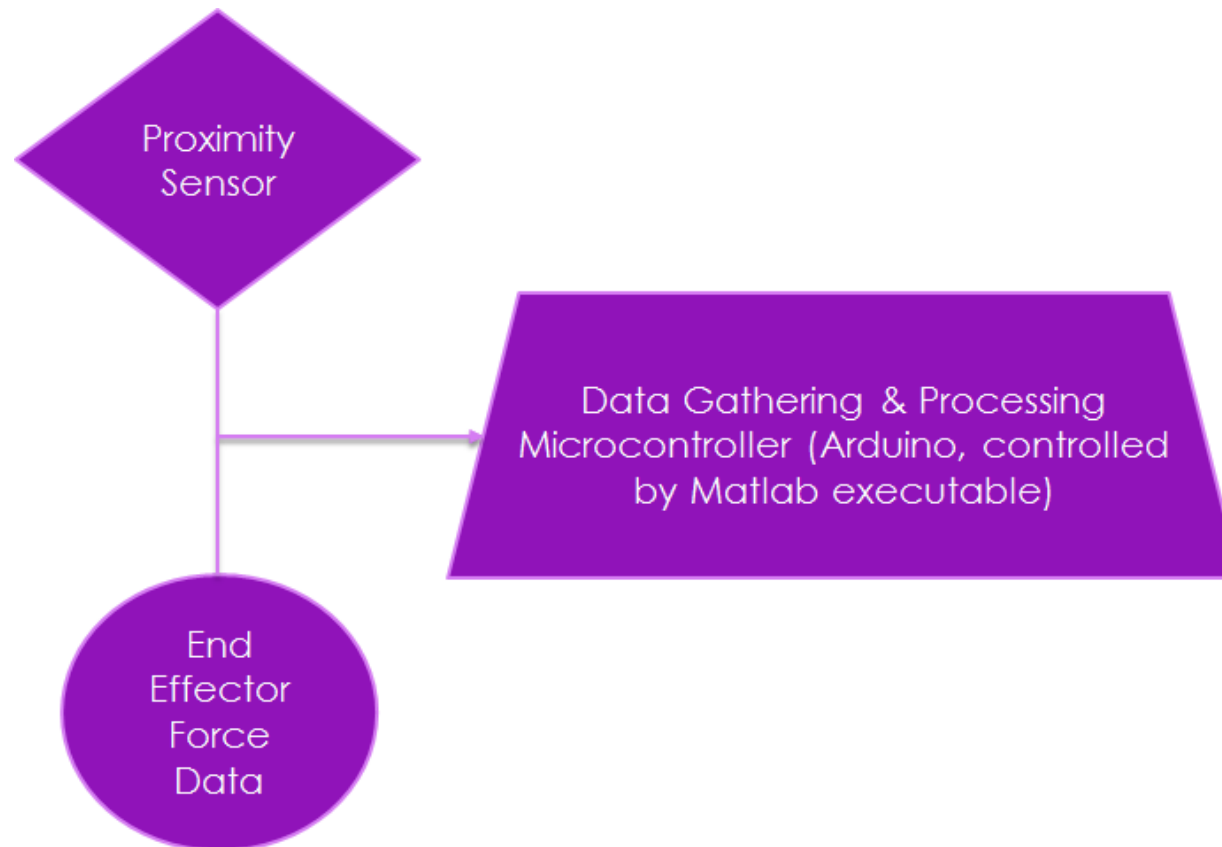 Proximity
Sensor
Data Gathering & Processing
Microcontroller (Arduino, controlled
by Matlab executable)
End
Effector
Force
Data